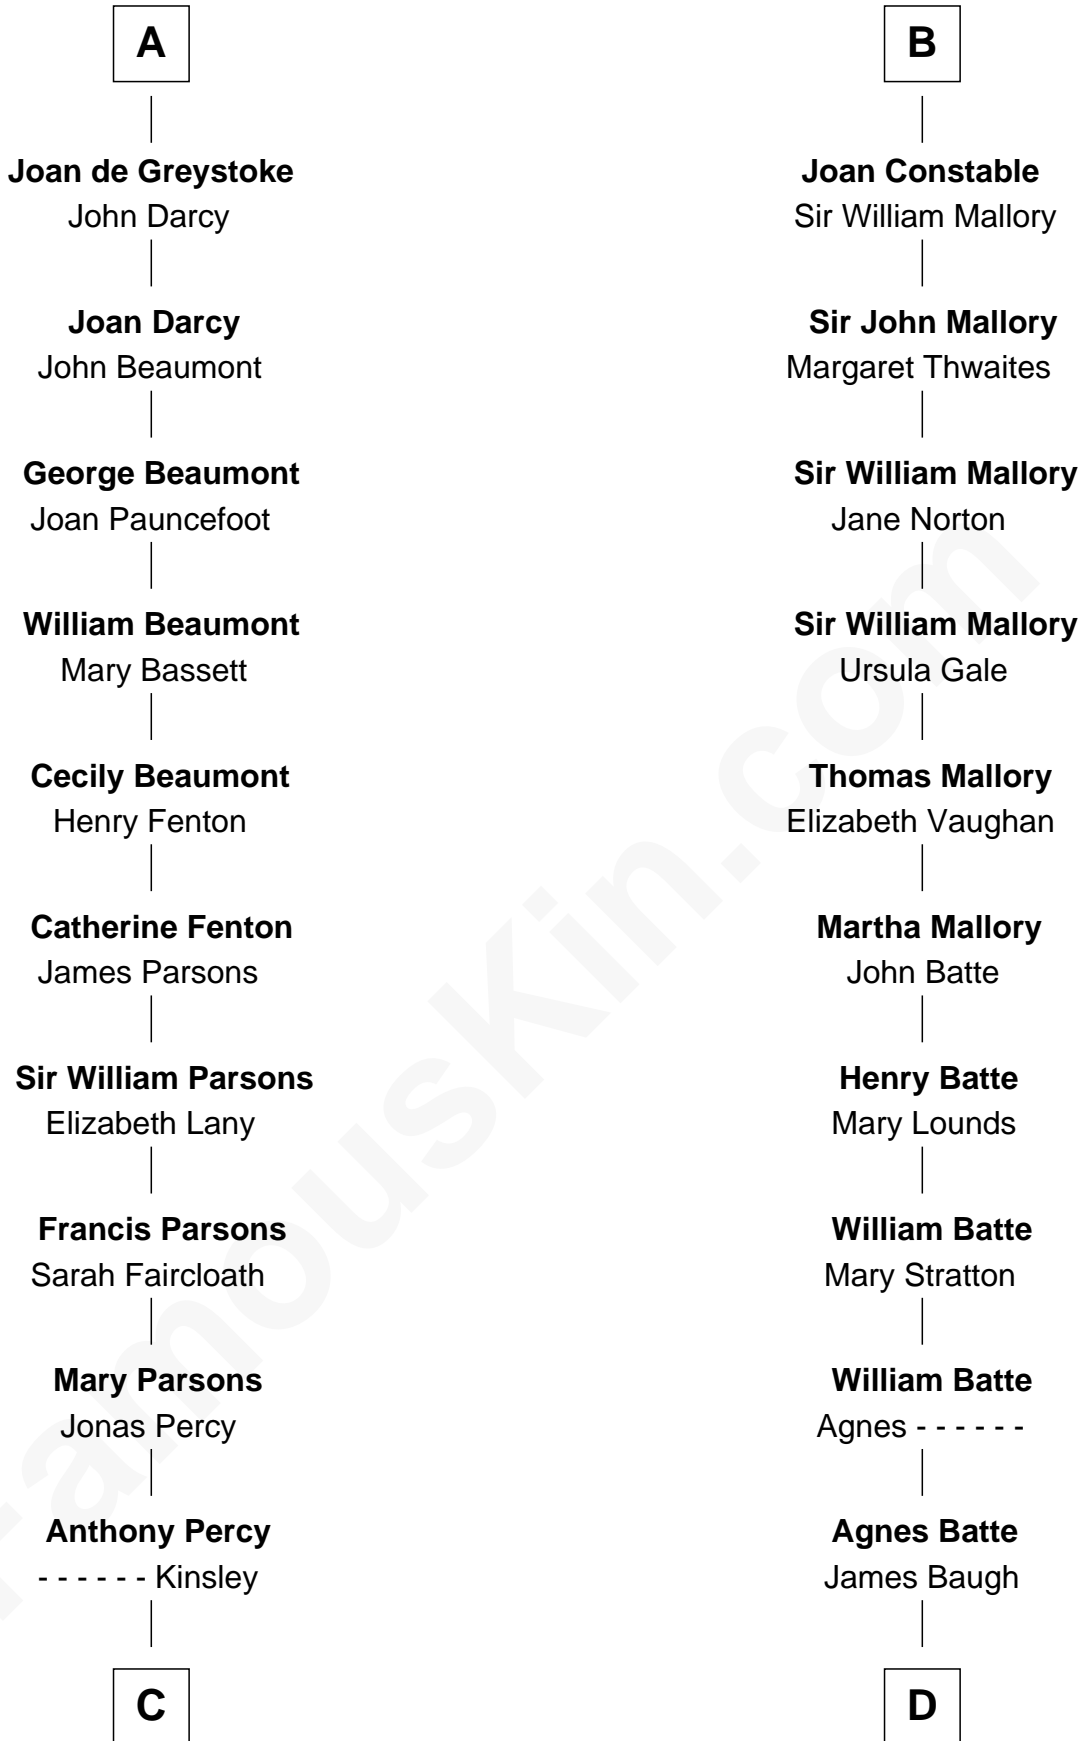 A
Joan de Greystoke
John Darcy
Joan Darcy
John Beaumont
George Beaumont
Joan Pauncefoot
William Beaumont
Mary Bassett
Cecily Beaumont
Henry Fenton
Catherine Fenton
James Parsons
Sir William Parsons
Elizabeth Lany
Francis Parsons
Sarah Faircloath
Mary Parsons
Jonas Percy
Anthony Percy
- - - - - - Kinsley
C
B
Joan Constable
Sir William Mallory
Sir John Mallory
Margaret Thwaites
Sir William Mallory
Jane Norton
Sir William Mallory
Ursula Gale
Thomas Mallory
Elizabeth Vaughan
Martha Mallory
John Batte
Henry Batte
Mary Lounds
William Batte
Mary Stratton
William Batte
Agnes - - - - - -
Agnes Batte
James Baugh
D
FamousKin.com